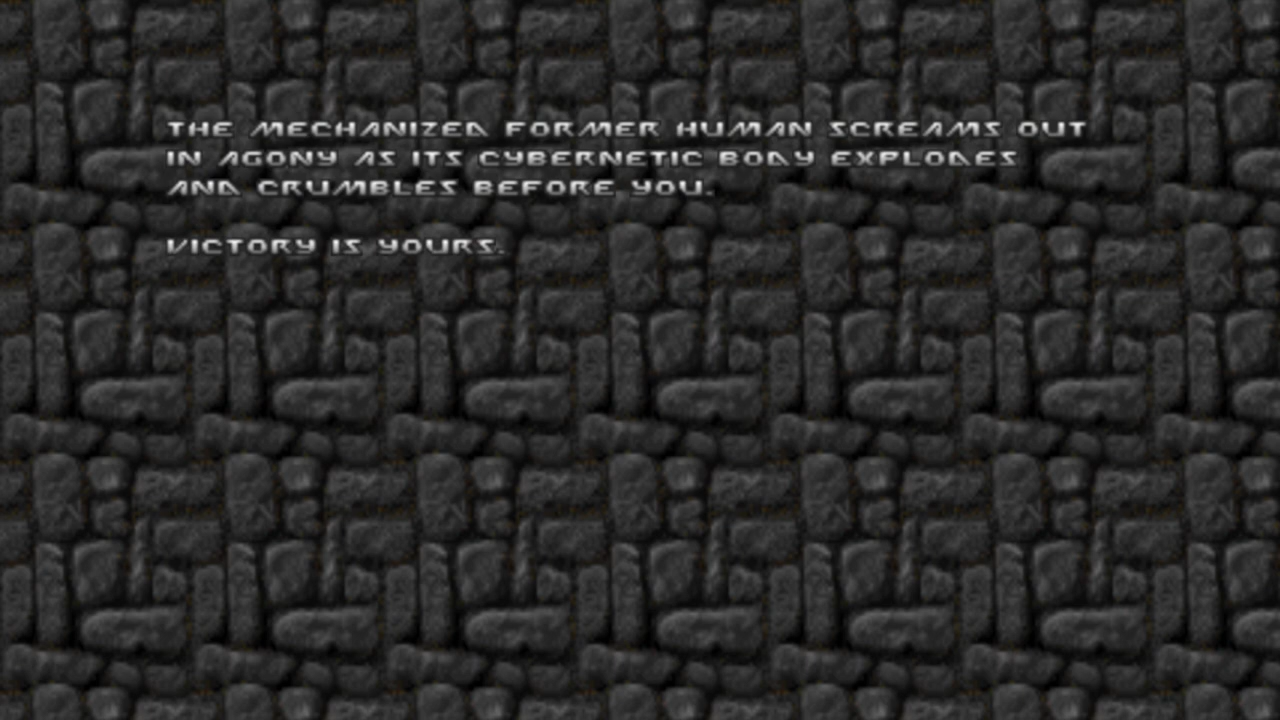 THE MECHANIZED FORMER HUMAN SCREAMS OUT
IN AGONY AS ITS CYBERNETIC BODY EXPLODES
AND CRUMBLES BEFORE YOU.
VICTORY IS YOURS.